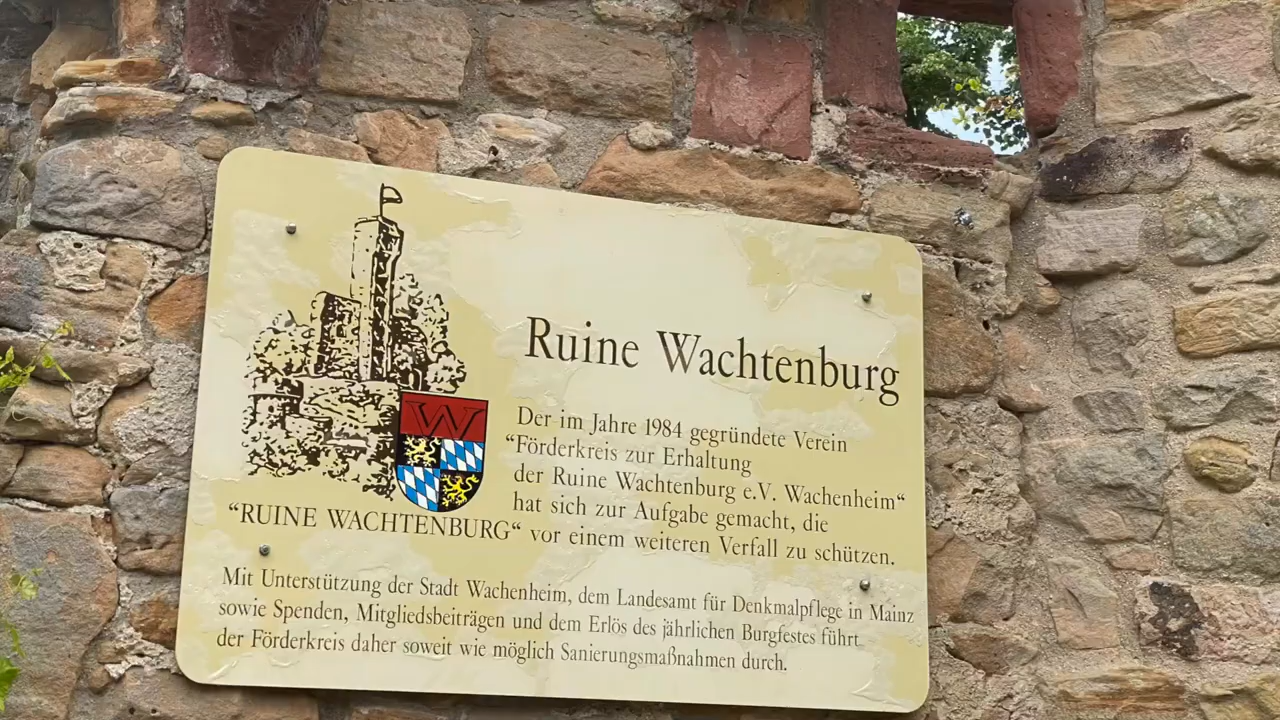 W
Ruine Wachtenburg
Der im Jahre 1984 gegründete Verein
“Förderkreis zur Erhaltung
der Ruine Wachtenburg e.V. Wachenheim“
hat sich zur Aufgabe gemacht, die
“RUINE WACHTENBURG“ vor einem weiteren Verfall zu schützen.
Mit Unterstützung der Stadt Wachenheim, dem Landesamt für Denkmalpflege in Mainz
sowie Spenden, Mitgliedsbeiträgen und dem Erlös des jährlichen Burgfestes führt
der Förderkreis daher soweit wie möglich Sanierungsmaßnahmen durch.